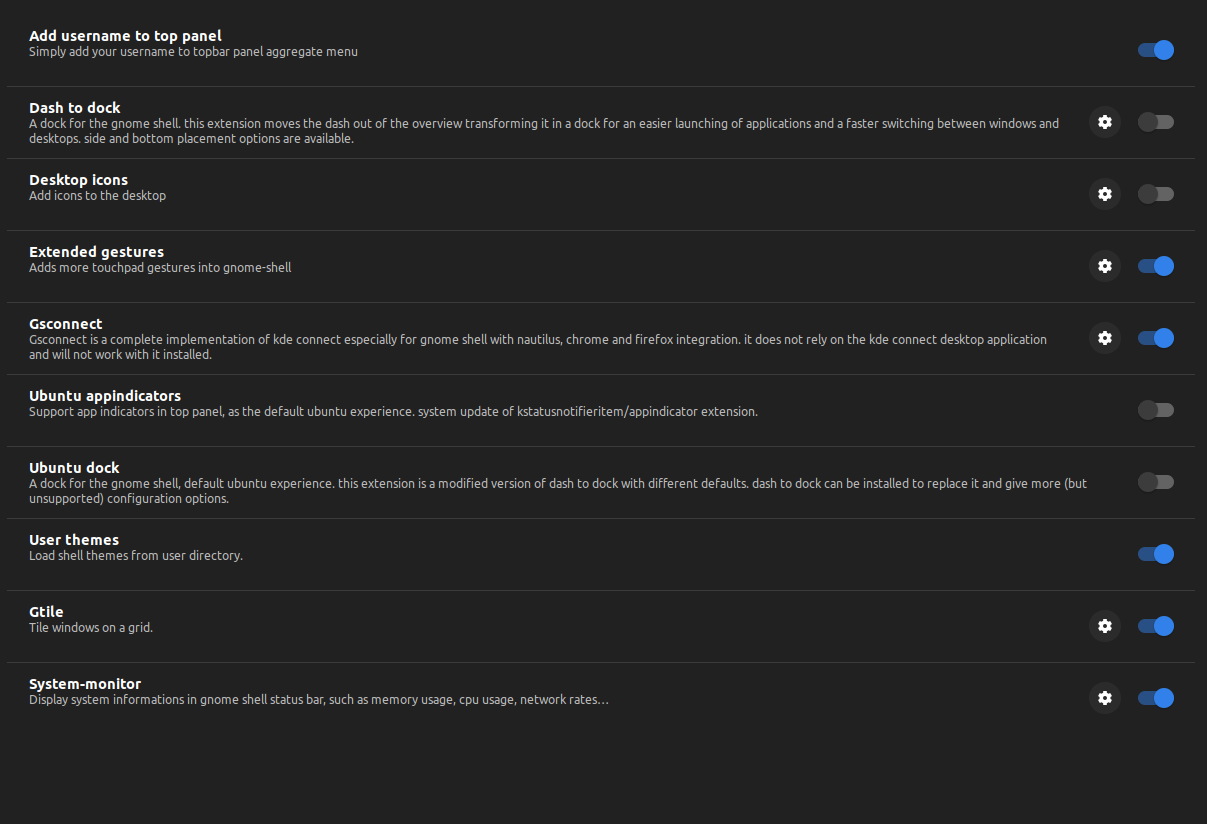 Add username to top panel
Simply add your username to topbar panel aggregate menu
Dash to dock
A dock for the gnome shell. this extension moves the dash out of the overview transforming it in a dock for an easier launching of applications and a faster switching between windows and
desktops. side and bottom placement options are available.
Desktop icons
Add icons to the desktop
Extended gestures
Adds more touchpad gestures into gnome-shell
Gsconnect
Gsconnect is a complete implementation of kde connect especially for gnome shell with nautilus, chrome and firefox integration. it does not rely on the kde connect desktop application
and will not work with it installed.
Ubuntu appindicators
Support app indicators in top panel, as the default ubuntu experience. system update of kstatusnotifieritem/appindicator extension.
Ubuntu dock
A dock for the gnome shell, default ubuntu experience. this extension is a modified version of dash to dock with different defaults. dash to dock can be installed to replace it and give more (but
unsupported) configuration options.
User themes
Load shell themes from user directory.
Gtile
Tile windows on a grid.
System-monitor
Display system informations in gnome shell status bar, such as memory usage, cpu usage, network rates…